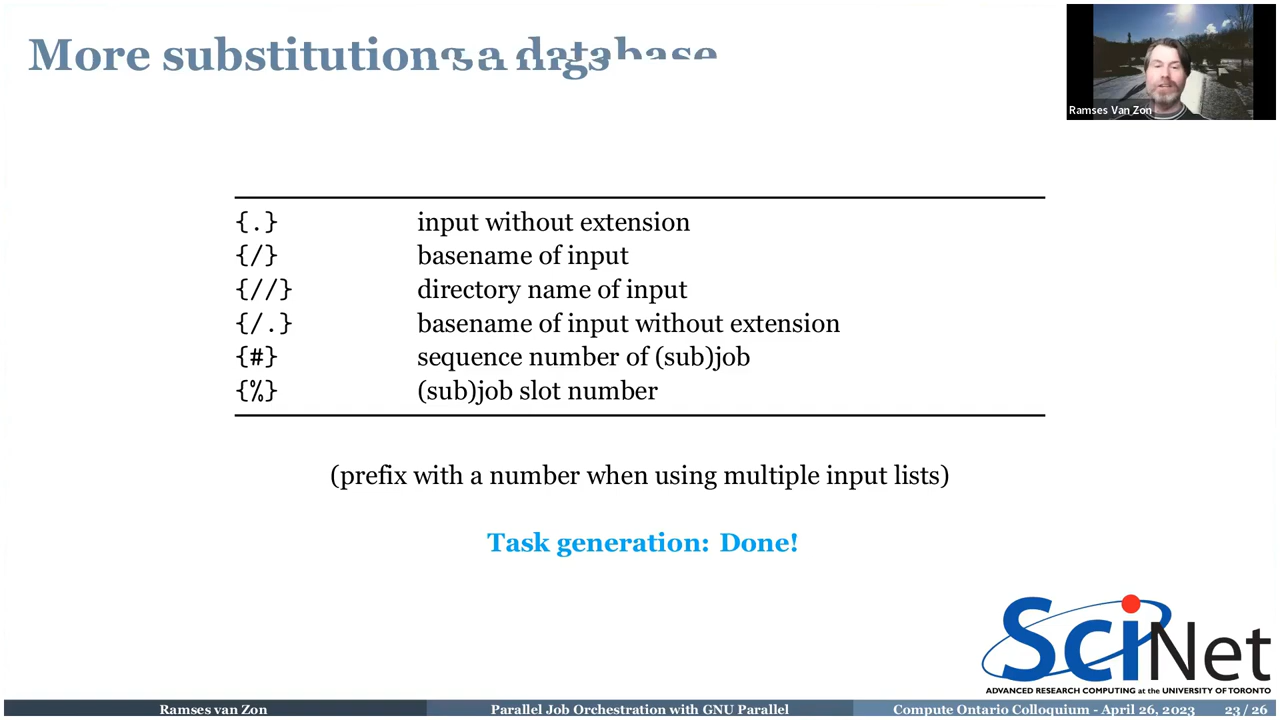 More substitutions a database
Ramses Van Zon
{.} input without extension
{/} basename of input
{//} directory name of input
{/.} basename of input without extension
{#} sequence number of (sub)job
{%} (sub)job slot number
(prefix with a number when using multiple input lists)
Task generation: Done!
SciNet
ADVANCED RESEARCH COMPUTING at the UNIVERSITY OF TORONTO
Ramses van Zon Parallel Job Orchestration with GNU Parallel Compute Ontario Colloquium - April 26, 2023 23 / 26